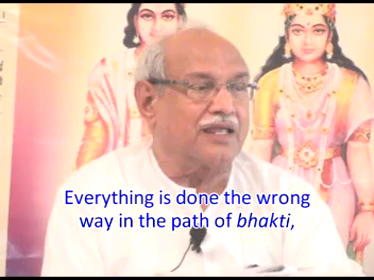 Everything is done the wrong
way in the path of bhakti,